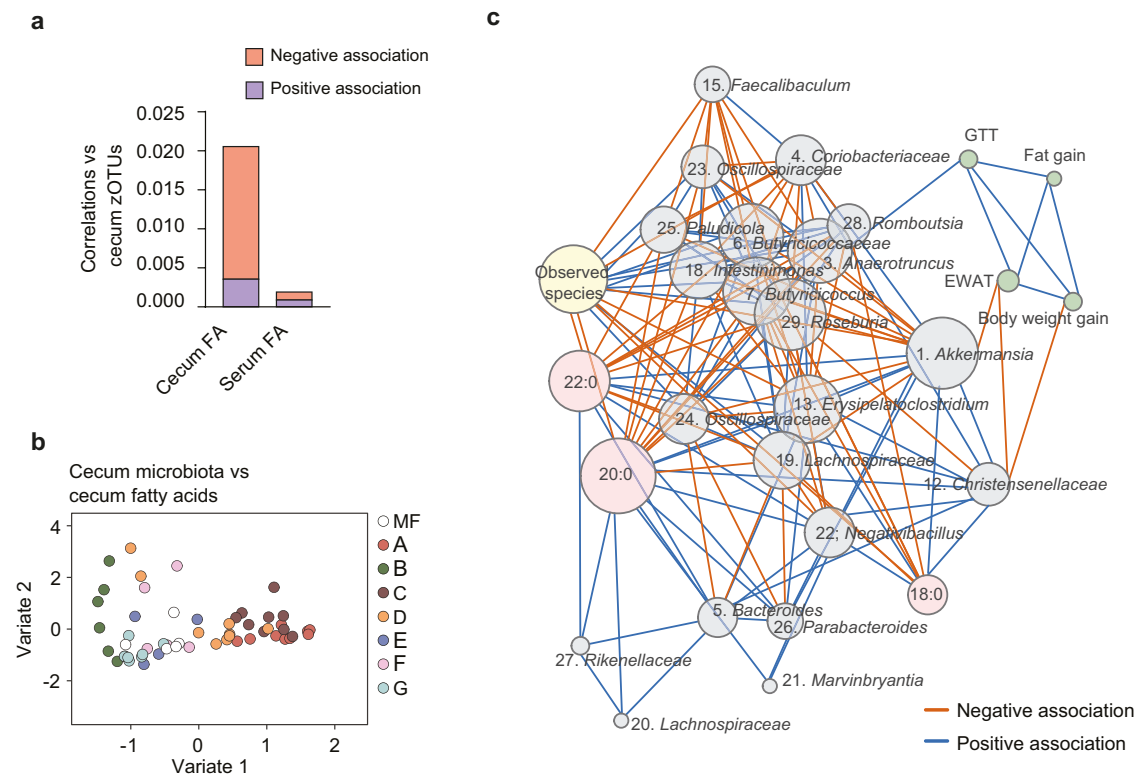 a
Negative association
Positive association
Correlations vs
cecum zOTUs
0.025
0.020
0.015
0.010
0.005
0.000
Cecum FA
Serum FA
b
Cecum microbiota vs
cecum fatty acids
Variate 2
4
2
0
-2
-1
0
1
2
Variate 1
MF
A
B
C
D
E
F
G
c
15. Faecalibaculum
4. Coriobacteriaceae
23. Oscillospiraceae
GTT
Fat gain
25. Paludicola
28. Romboutsia
6. Butyricicoccaceae
3. Anaerotruncus
18. Intestinimonas
Observed
species
EWAT
7. Butyricicoccus
Body weight gain
29. Roseburia
1. Akkermansia
22:0
13. Erysipelatoclostridium
24. Oscillospiraceae
19. Lachnospiraceae
20:0
12. Christensenellaceae
22; Negativibacillus
18:0
5. Bacteroides
26. Parabacteroides
27. Rikenellaceae
21. Marvinbryantia
20. Lachnospiraceae
Negative association
Positive association